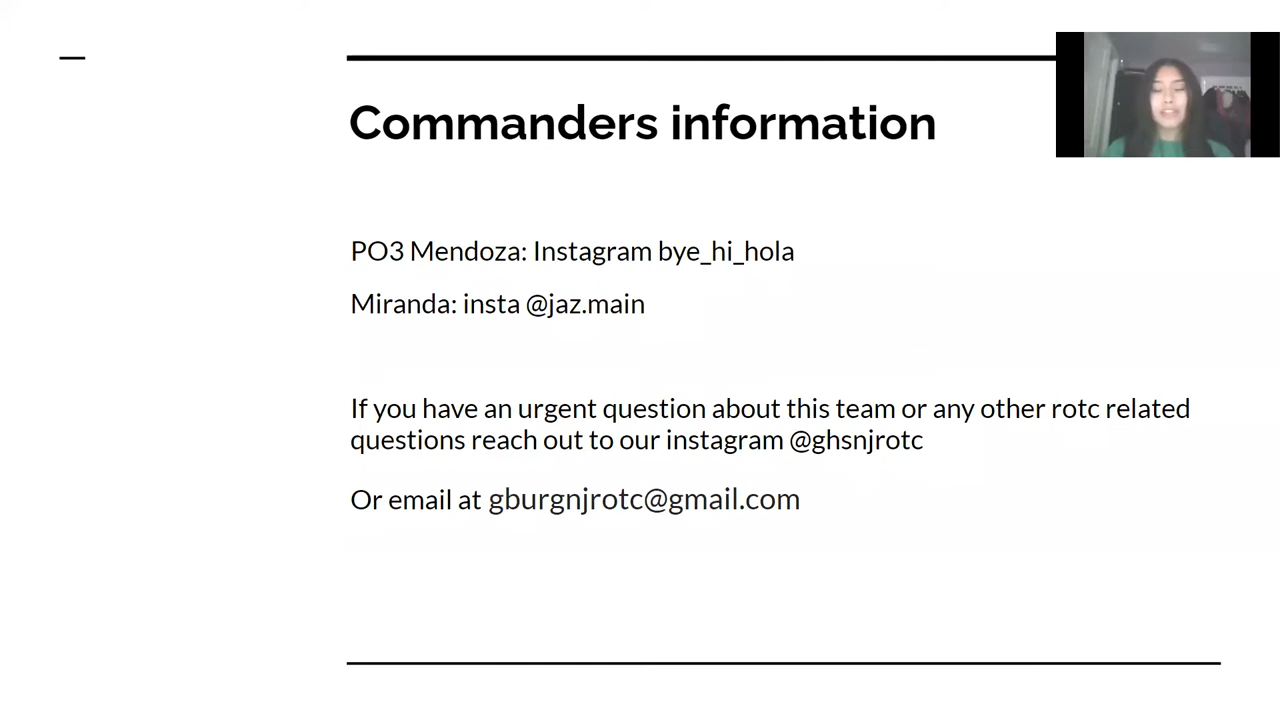 Commanders information
PO3 Mendoza: Instagram bye_hi_hola
Miranda: insta @jaz.main
If you have an urgent question about this team or any other rotc related
questions reach out to our instagram @ghsnjrotc
Or email at gburgnjrotc@gmail.com